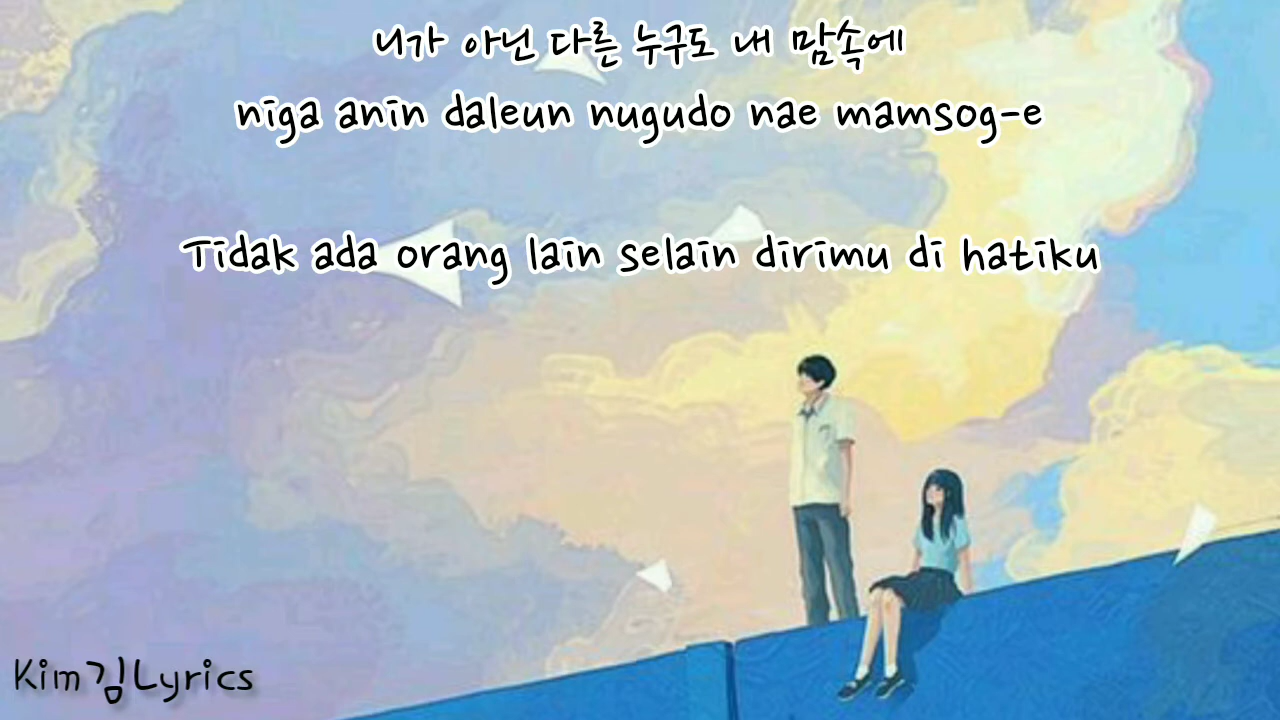 니가 아닌 다른 누구도 내 맘속에
niga anin daleun nugudo nae mamsog-e
Tidak ada orang lain selain dirimu di hatiku
Kim김Lyrics